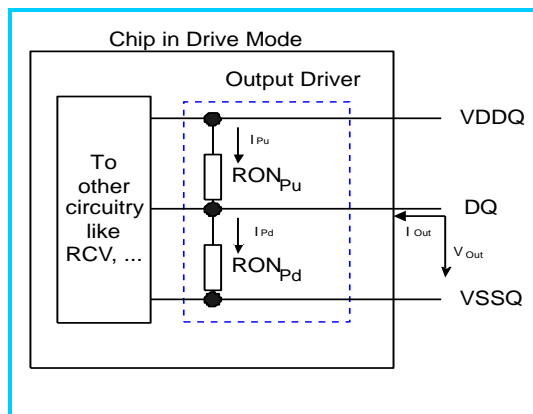 Chip in Drive Mode
Output Driver
VDDQ
I Pu
To
other
circuitry
like
RCV, ...
RON Pu
DQ
I Out
I Pd
V Out
RON Pd
VSSQ